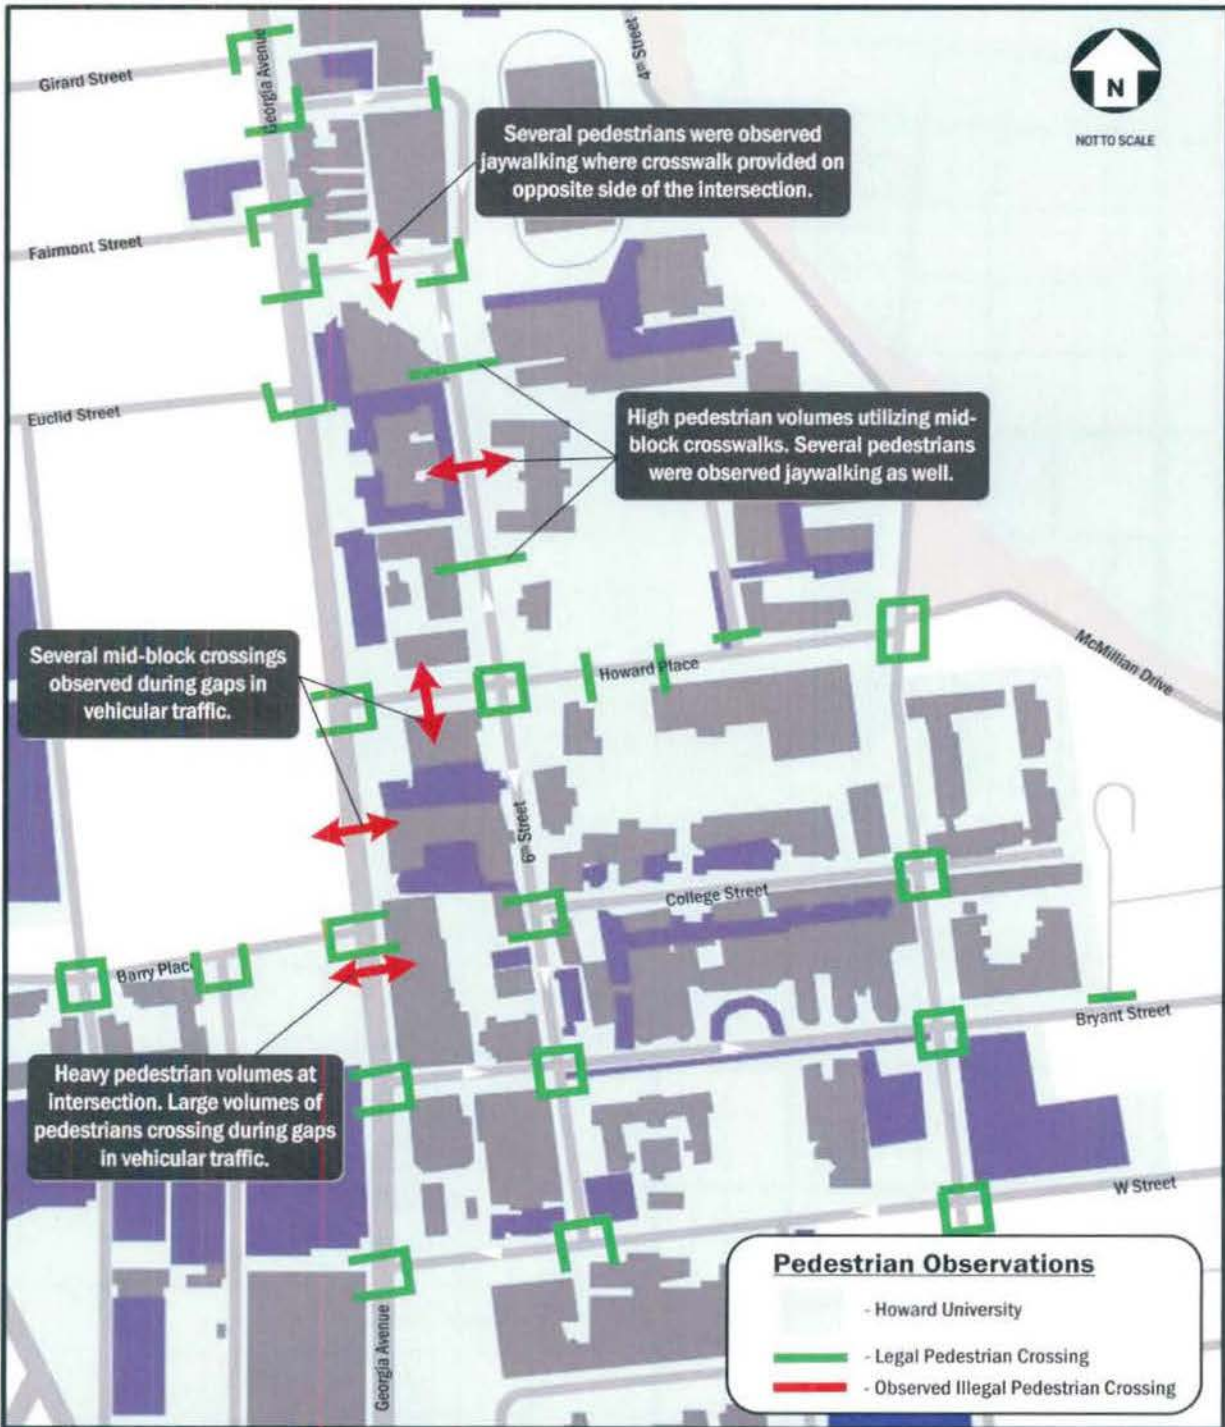 Girard Street
Georgia Avenue
4th Street
N
NOT TO SCALE
Several pedestrians were observed
jaywalking where crosswalk provided on
opposite side of the intersection.
Fairmont Street
Euclid Street
High pedestrian volumes utilizing mid-
block crosswalks. Several pedestrians
were observed jaywalking as well.
Several mid-block crossings
observed during gaps in
vehicular traffic.
Howard Place
McMillian Drive
6th Street
College Street
Barry Place
Bryant Street
Heavy pedestrian volumes at
intersection. Large volumes of
pedestrians crossing during gaps
in vehicular traffic.
W Street
Georgia Avenue
Pedestrian Observations
- Howard University
- Legal Pedestrian Crossing
- Observed Illegal Pedestrian Crossing